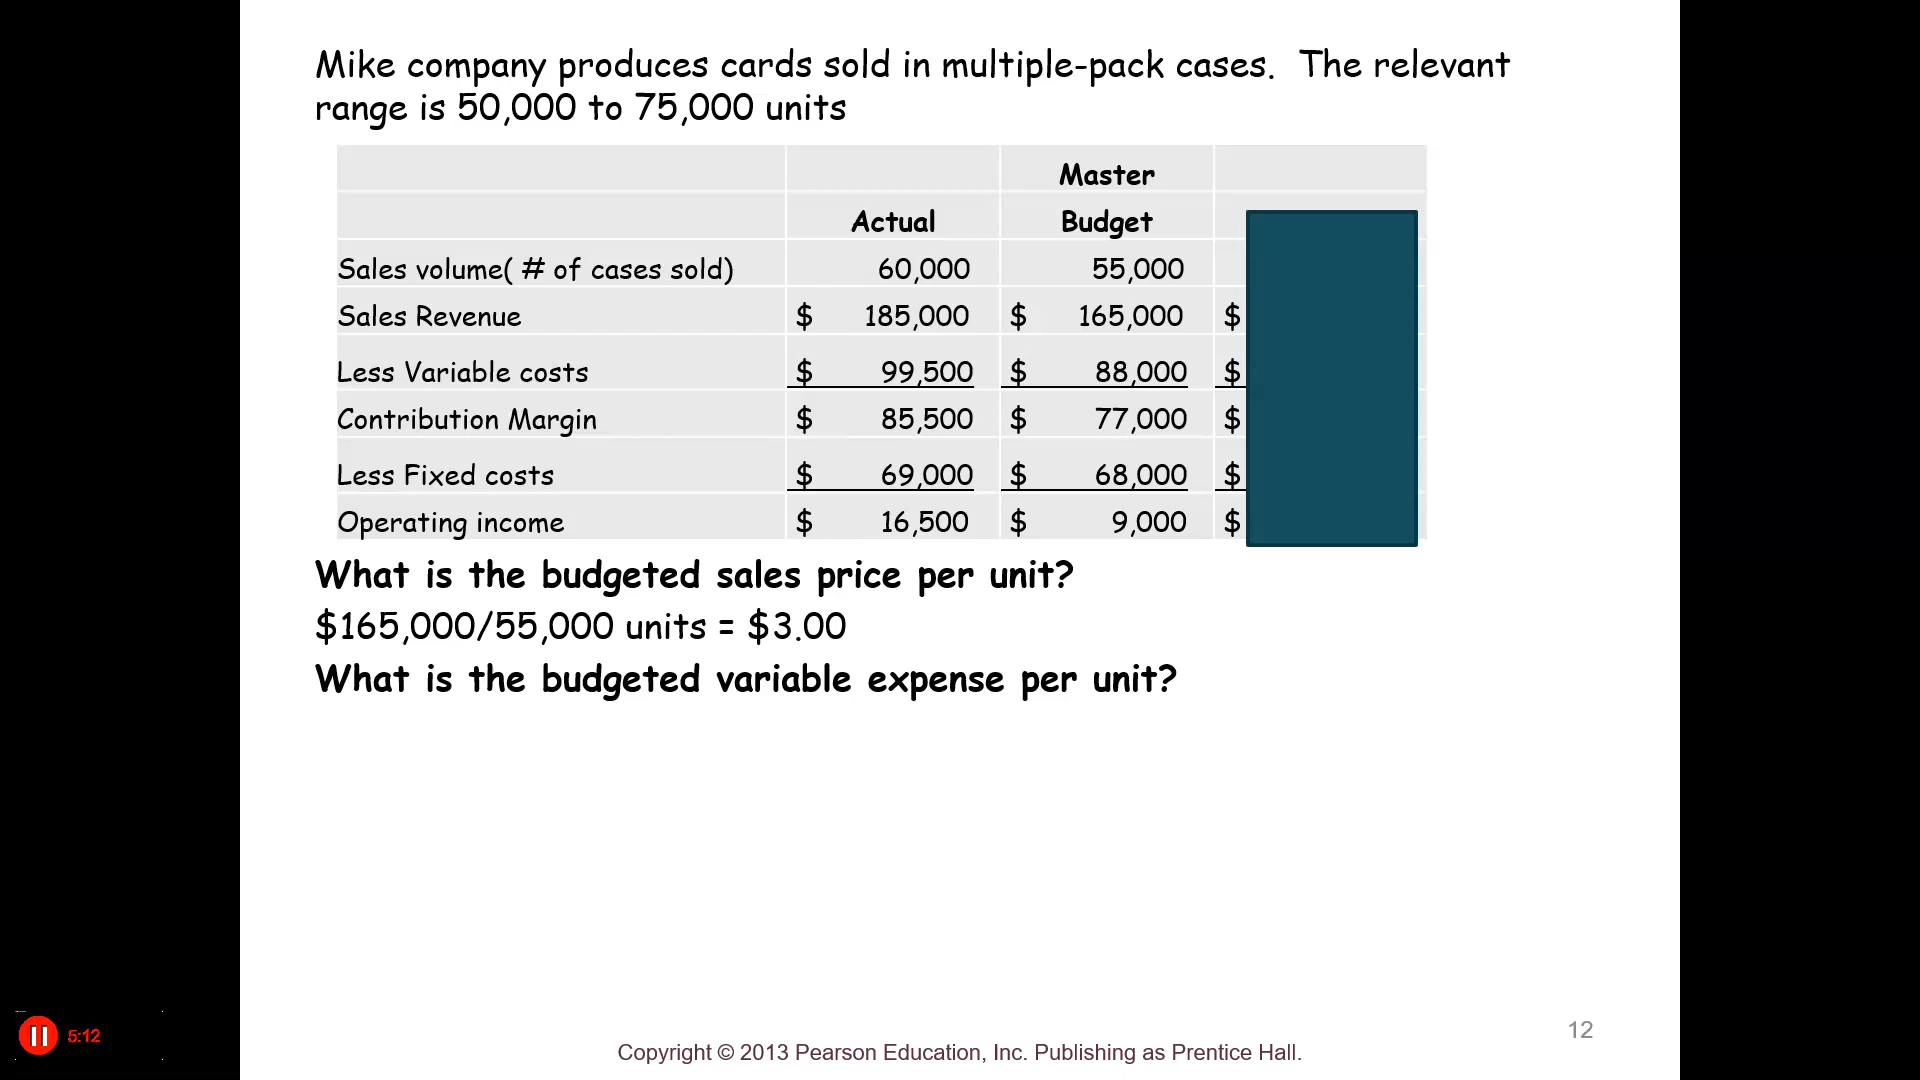 Mike company produces cards sold in multiple-pack cases. The relevant
range is 50,000 to 75,000 units
Master
Actual Budget
Sales volume( # of cases sold) 60,000 55,000
Sales Revenue $ 185,000 $ 165,000 $
Less Variable costs $ 99,500 $ 88,000 $
Contribution Margin $ 85,500 $ 77,000 $
Less Fixed costs $ 69,000 $ 68,000 $
Operating income $ 16,500 $ 9,000 $
What is the budgeted sales price per unit?
$165,000/55,000 units = $3.00
What is the budgeted variable expense per unit?
5:12
12
Copyright © 2013 Pearson Education, Inc. Publishing as Prentice Hall.